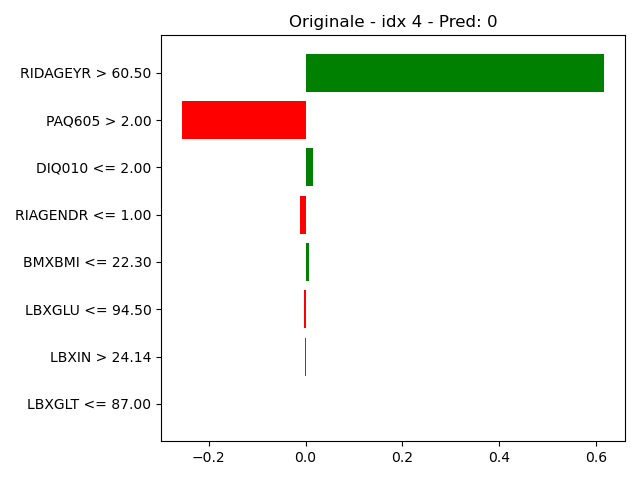 Originale - idx 4 - Pred: 0
RIDAGEYR > 60.50
PAQ605 > 2.00
DIQ010 <= 2.00
RIAGENDR <= 1.00
BMXBMI <= 22.30
LBXGLU <= 94.50
LBXIN > 24.14
LBXGLT <= 87.00
−0.2 0.0 0.2 0.4 0.6